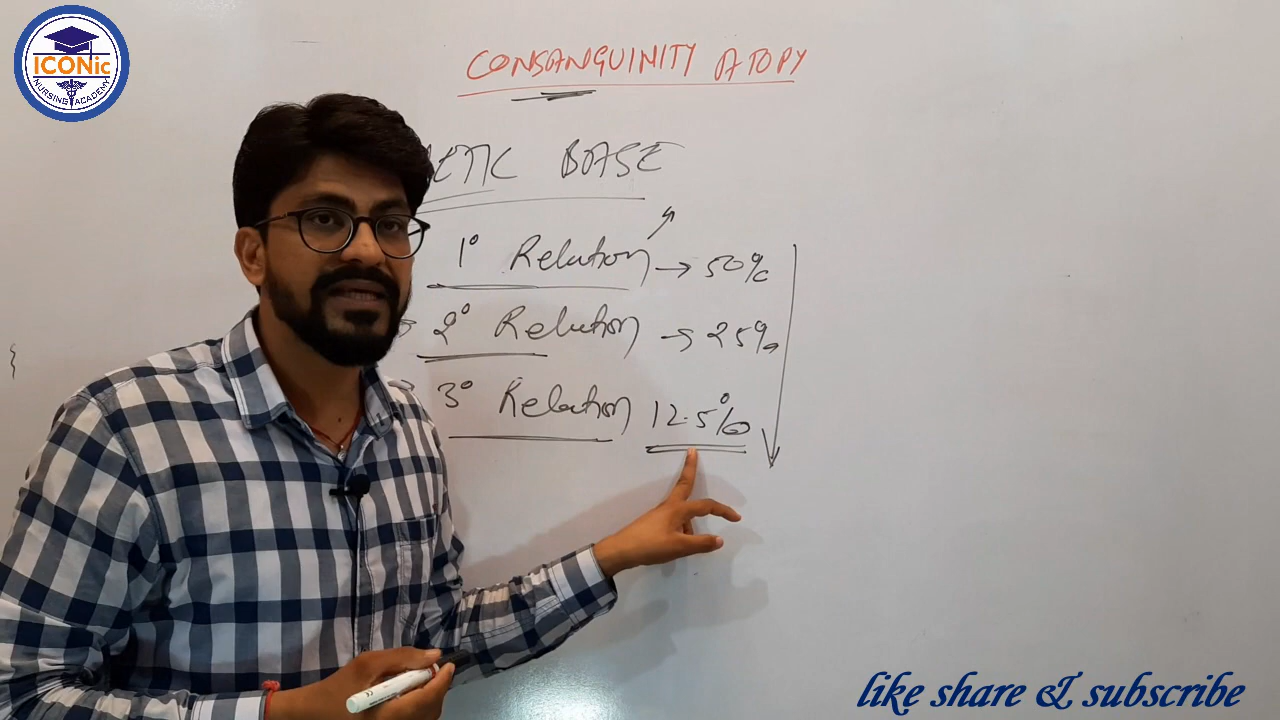 ICONic
NURSING ACADEMY
CONSANGUINITY ATOPY
ETIC BASE
1° Relation → 50%
2° Relation → 25%
3° Relation 12.5%
like share & subscribe